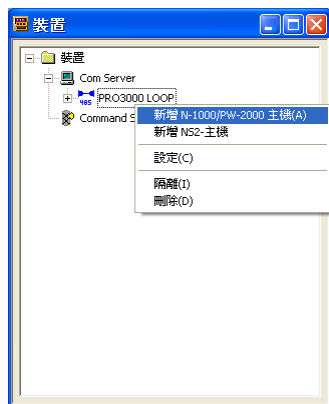 裝置
裝置
Com Server
485
PRO3000 LOOP
Command S
新增 N-1000/PW-2000 主機(A)
新增 NS2-主機
設定(C)
隔離(I)
刪除(D)